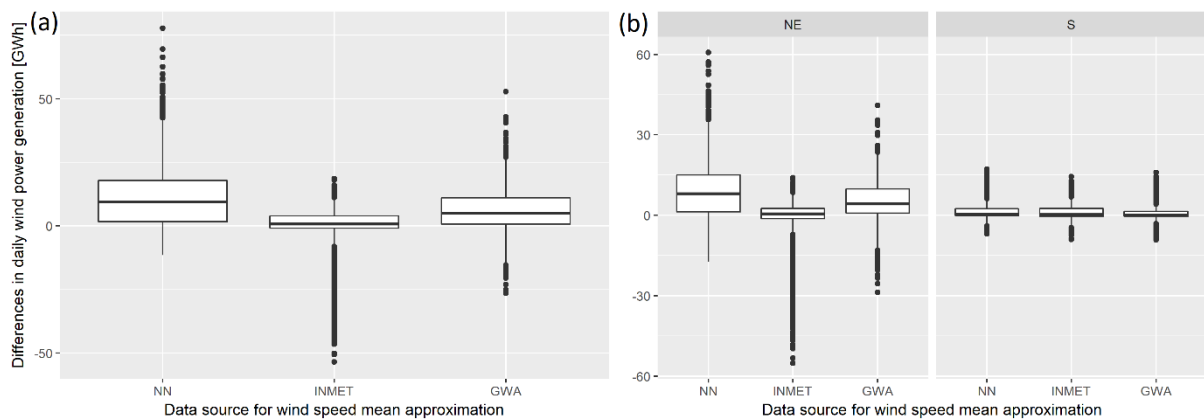 (a)
Differences in daily wind power generation [GWh]
50
0
-50
NN INMET GWA
Data source for wind speed mean approximation
(b)
NE S
60
30
0
-30
-60
NN INMET GWA NN INMET GWA
Data source for wind speed mean approximation